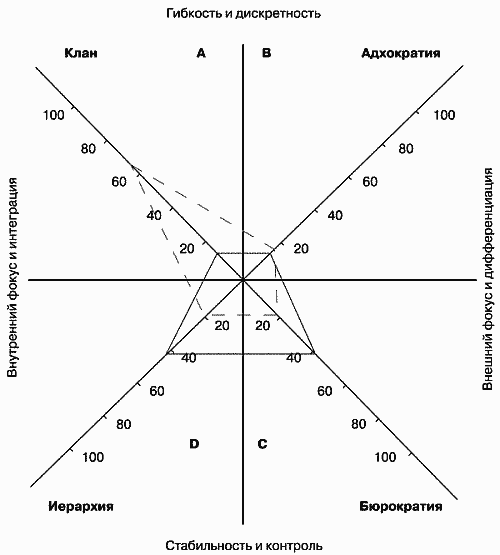 Гибкость и дискретность
Клан
A
B
Адхократия
100
100
80
80
60
60
40
40
20
20
Внутренний фокус и интеграция
Внешний фокус и дифференциация
20
20
40
40
60
60
80
80
100
100
D
C
Иерархия
Бюрократия
Стабильность и контроль